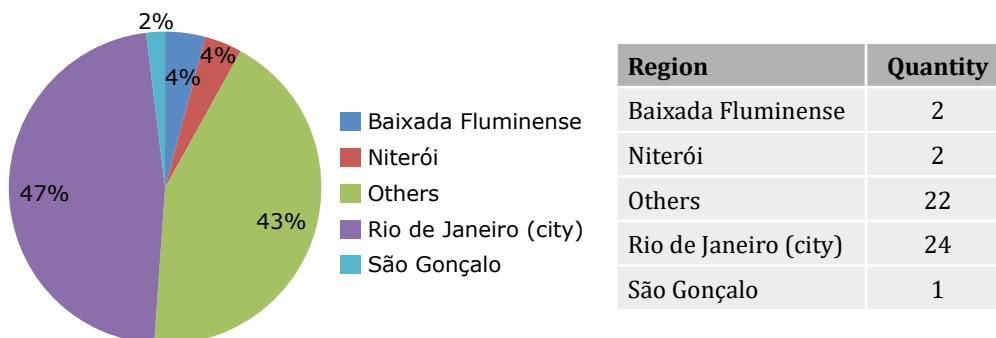 2%
4%
4%
47%
43%
Baixada Fluminense
Niterói
Others
Rio de Janeiro (city)
São Gonçalo
Region Quantity
Baixada Fluminense 2
Niterói 2
Others 22
Rio de Janeiro (city) 24
São Gonçalo 1